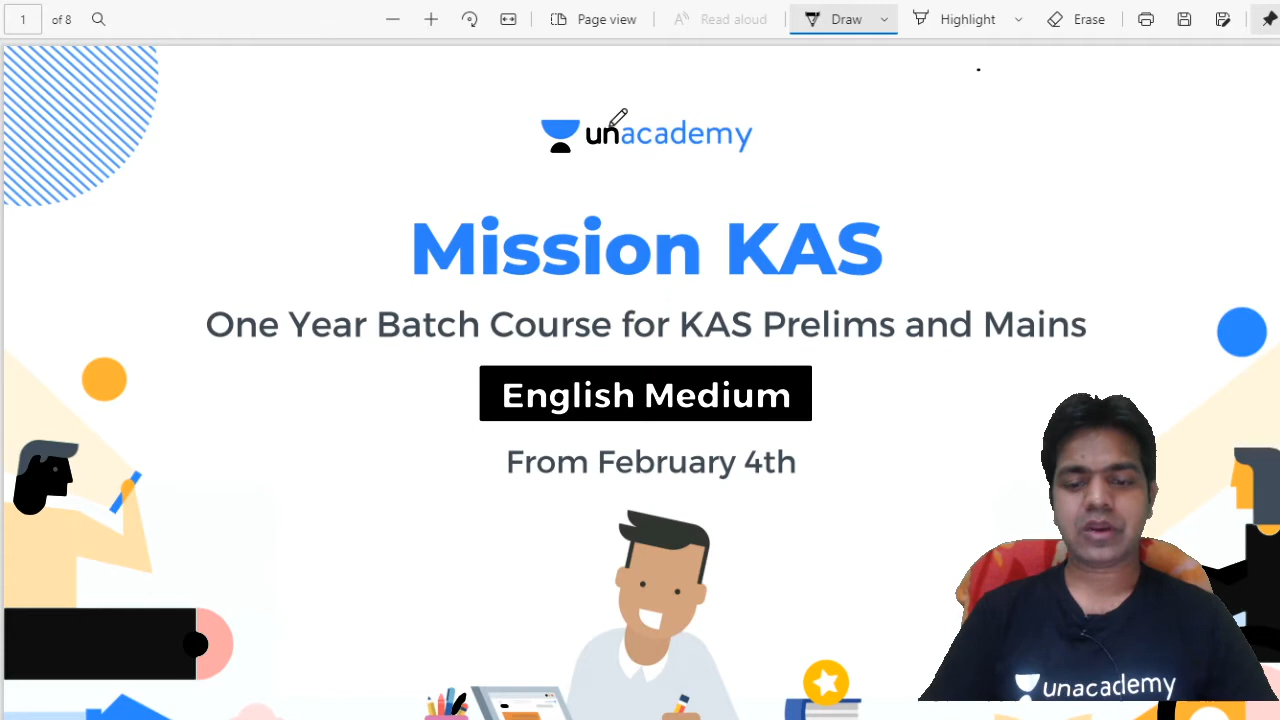 1 of 8 Page view Read aloud Draw Highlight Erase
unacademy
Mission KAS
One Year Batch Course for KAS Prelims and Mains
English Medium
From February 4th
unacademy